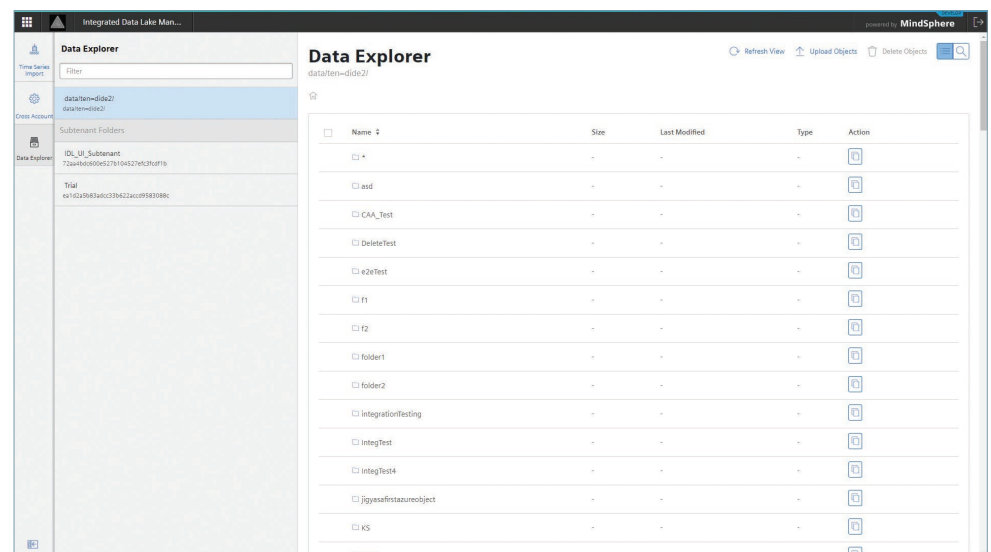 Integrated Data Lake Man...
powered by MindSphere
Time Series
Import
Cross Account
Data Explorer
Data Explorer
Filter
data/ten=dide2/
data/ten=dide2/
Subtenant Folders
IDL_UI_Subtenant
72aa4bdc600e527b104527efc3fcdf1b
Trial
ea1d2a5b83adcc33b622accd9583088c
Data Explorer
data/ten=dide2/
Refresh View
Upload Objects
Delete Objects
Name Size Last Modified Type Action
* - - -
asd - - -
CAA_Test - - -
DeleteTest - - -
e2eTest - - -
f1 - - -
f2 - - -
folder1 - - -
folder2 - - -
integrationTesting - - -
IntegTest - - -
IntegTest4 - - -
jigyasafirstazureobject - - -
KS - - -